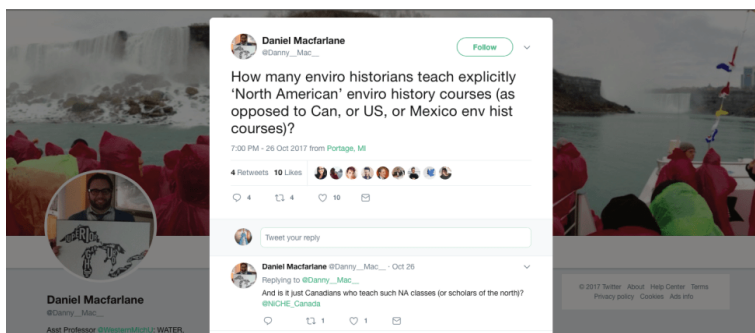 Daniel Macfarlane
@Danny__Mac__
Follow
How many enviro historians teach explicitly
‘North American’ enviro history courses (as
opposed to Can, or US, or Mexico env hist
courses)?
7:00 PM - 26 Oct 2017 from Portage, MI
4 Retweets 10 Likes
4 4 10
Tweet your reply
Daniel Macfarlane @Danny__Mac__ · Oct 26
Replying to @Danny__Mac__
And is it just Canadians who teach such NA classes (or scholars of the north)?
@NiCHE_Canada
1 1
SUPERIOR
Daniel Macfarlane
@Danny__Mac__
Asst Professor @WesternMichU: WATER,
© 2017 Twitter About Help Center Terms
Privacy policy Cookies Ads info